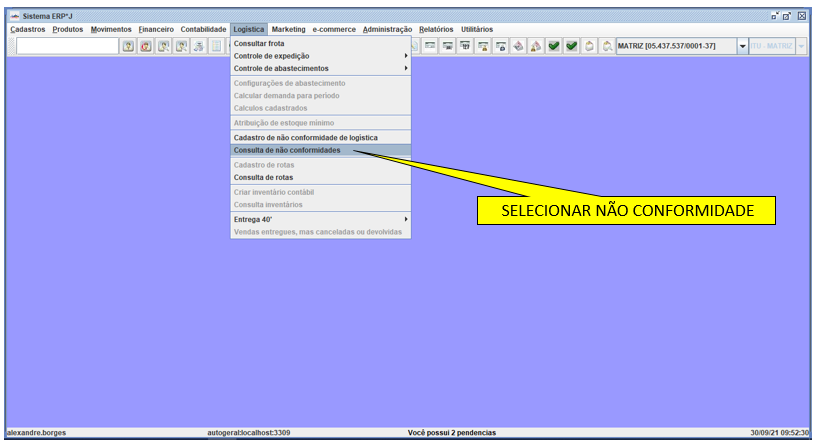 Sistema ERP*J
Cadastros Produtos Movimentos Financeiro Contabilidade Logística Marketing e-commerce Administração Relatórios Utilitários
MATRIZ [05.437.537/0001-37] ITU - MATRIZ
Consultar frota
Controle de expedição
Controle de abastecimentos
Configurações de abastecimento
Calcular demanda para período
Calculos cadastrados
Atribuição de estoque mínimo
Cadastro de não conformidade de logística
Consulta de não conformidades
Cadastro de rotas
Consulta de rotas
Criar inventário contábil
Consulta inventários
Entrega 40'
Vendas entregues, mas canceladas ou devolvidas
SELECIONAR NÃO CONFORMIDADE
alexandre.borges autogeral:localhost:3309 Você possui 2 pendencias 30/09/21 09:52:30